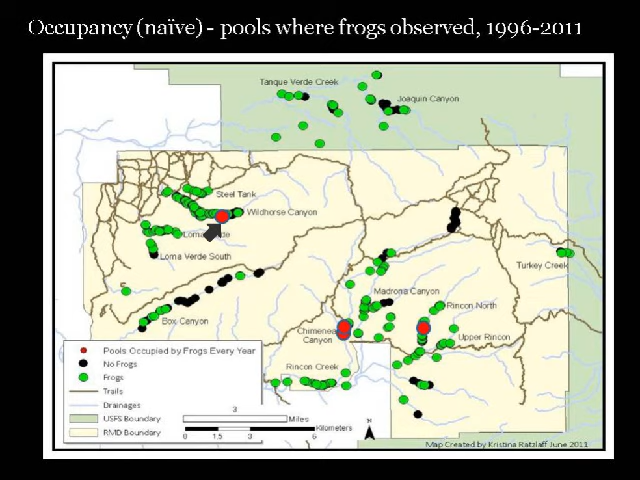 Occupancy (naïve) - pools where frogs observed, 1996-2011
Tanque Verde Creek
Joaquin Canyon
Steel Tank
Wildhorse Canyon
Loma
Loma Verde South
Turkey Creek
Madrona Canyon
Rincon North
Box Canyon
Chimenea
Canyon
Upper Rincon
Rincon Creek
Pools Occupied by Frogs Every Year
No Frogs
Frogs
Trails
Drainages
USFS Boundary
RMD Boundary
3
Miles
Kilometers
0 1.5 3 6
N
Map Created by Kristina Ratzlaff June 2011